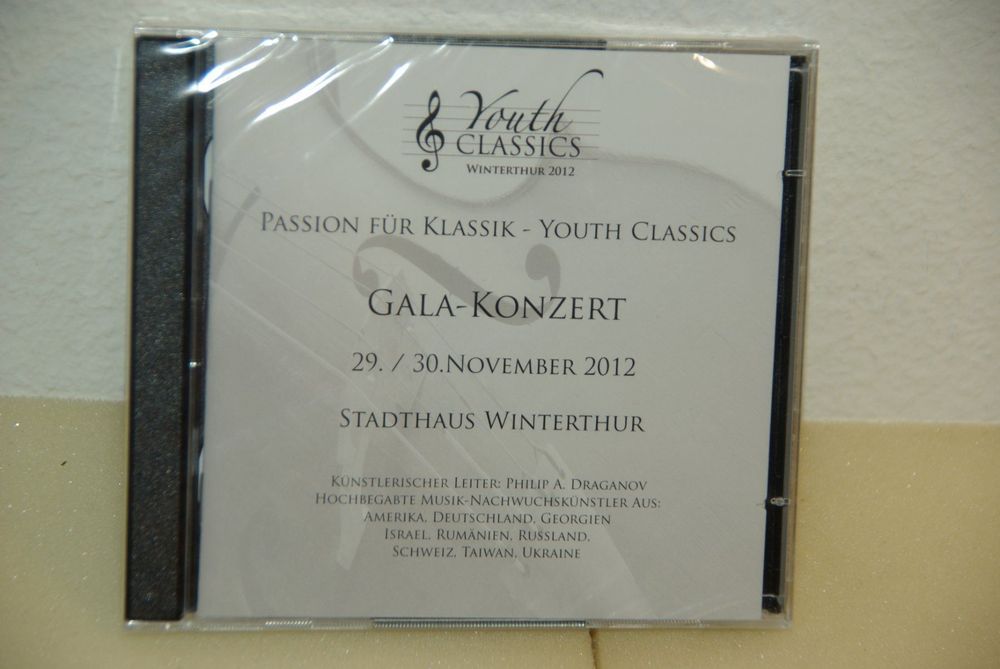 Youth
CLASSICS
WINTERTHUR 2012
PASSION FÜR KLASSIK - YOUTH CLASSICS
GALA-KONZERT
29. / 30.NOVEMBER 2012
STADTHAUS WINTERTHUR
KÜNSTLERISCHER LEITER: PHILIP A. DRAGANOV
HOCHBEGABTE MUSIK-NACHWUCHSKÜNSTLER AUS:
AMERIKA, DEUTSCHLAND, GEORGIEN
ISRAEL, RUMÄNIEN, RUSSLAND,
SCHWEIZ, TAIWAN, UKRAINE